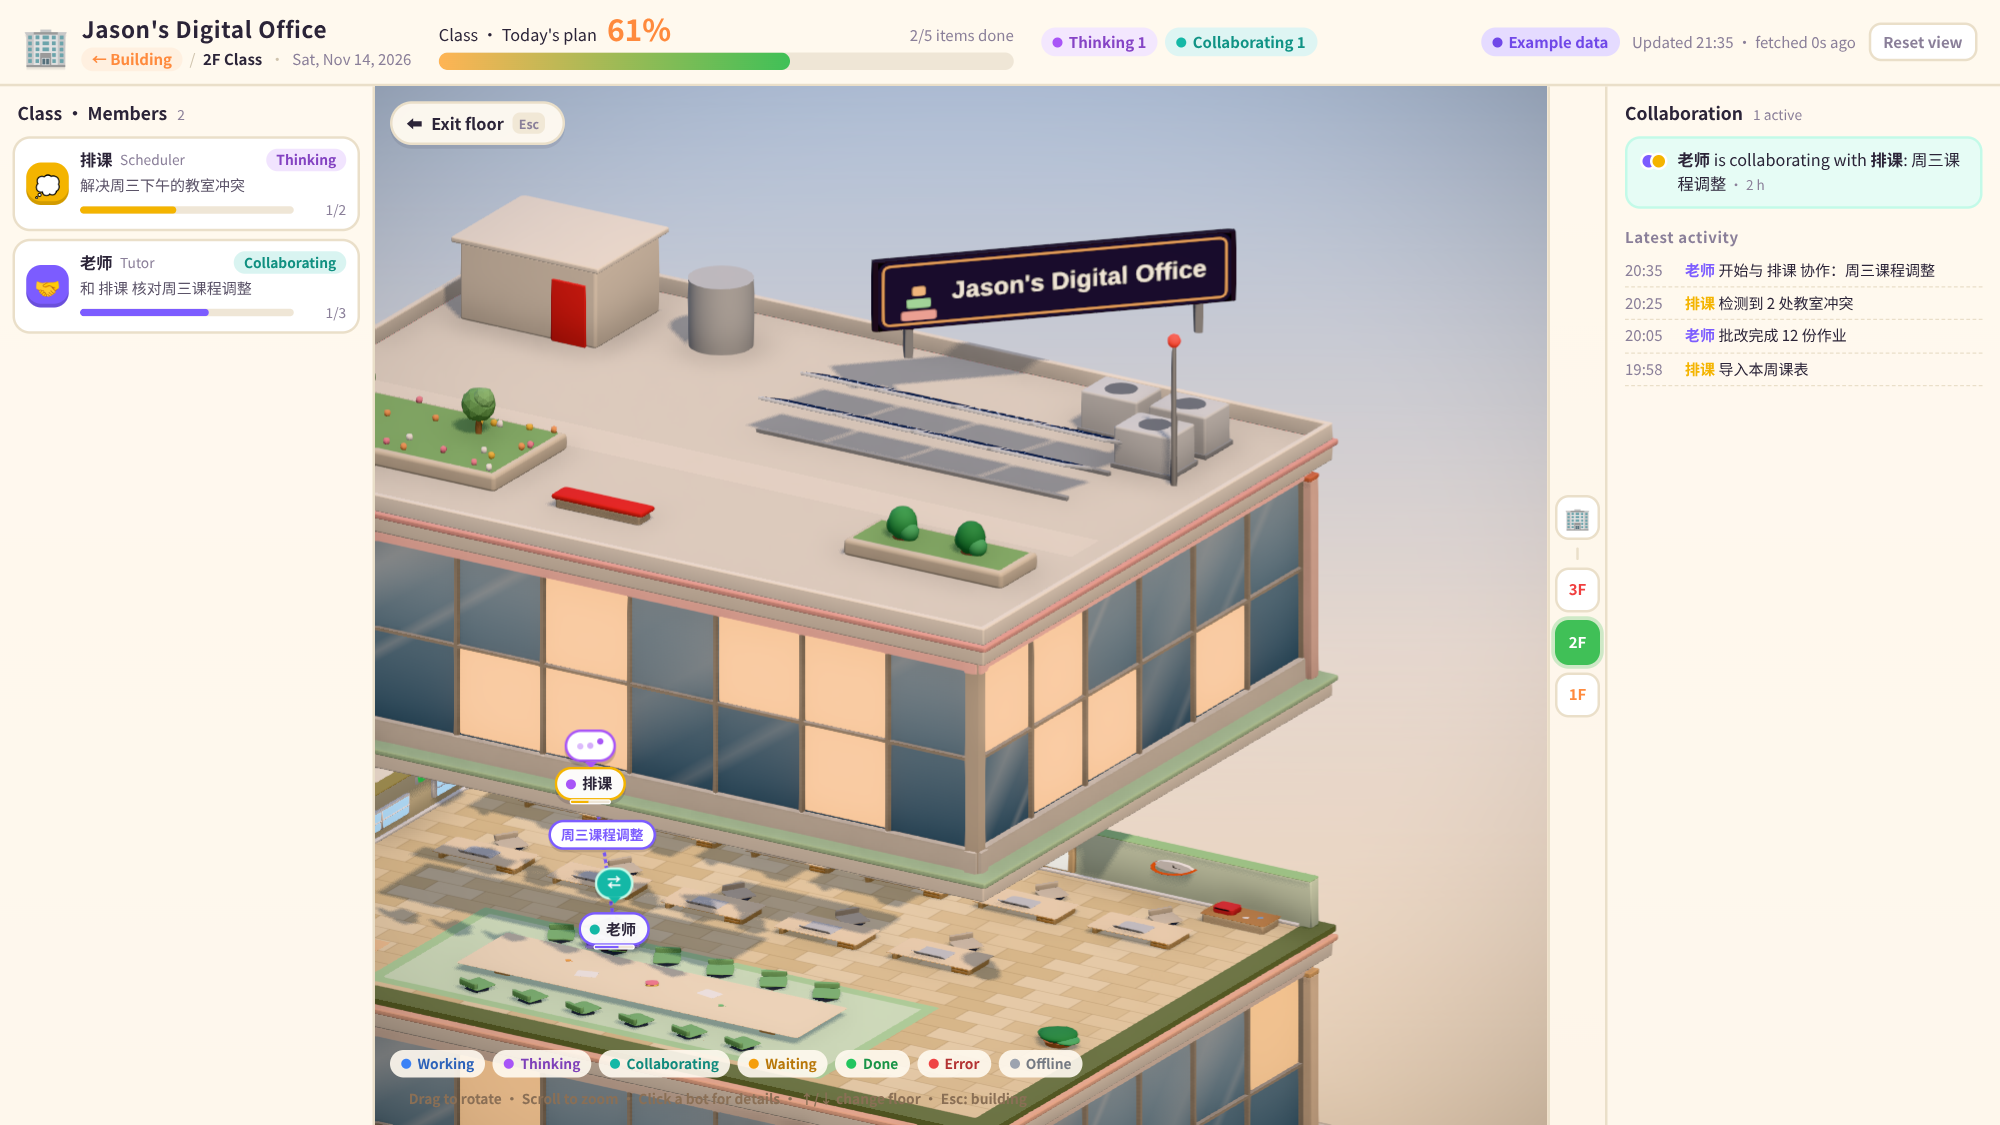 Jason's Digital Office
← Building / 2F Class • Sat, Nov 14, 2026
Class • Today's plan 61% 2/5 items done
Thinking 1 Collaborating 1
Example data Updated 21:35 • fetched 0s ago Reset view
Class • Members 2
排课 Scheduler Thinking
解决周三下午的教室冲突
1/2
老师 Tutor Collaborating
和 排课 核对周三课程调整
1/3
Exit floor Esc
Jason's Digital Office
排课
周三课程调整
老师
Working Thinking Collaborating Waiting Done Error Offline
Drag to rotate • Scroll to zoom • Click a bot for details • ↑/↓ change floor • Esc: building
3F
2F
1F
Collaboration 1 active
老师 is collaborating with 排课: 周三课
程调整 • 2 h
Latest activity
20:35 老师 开始与 排课 协作：周三课程调整
20:25 排课 检测到 2 处教室冲突
20:05 老师 批改完成 12 份作业
19:58 排课 导入本周课表